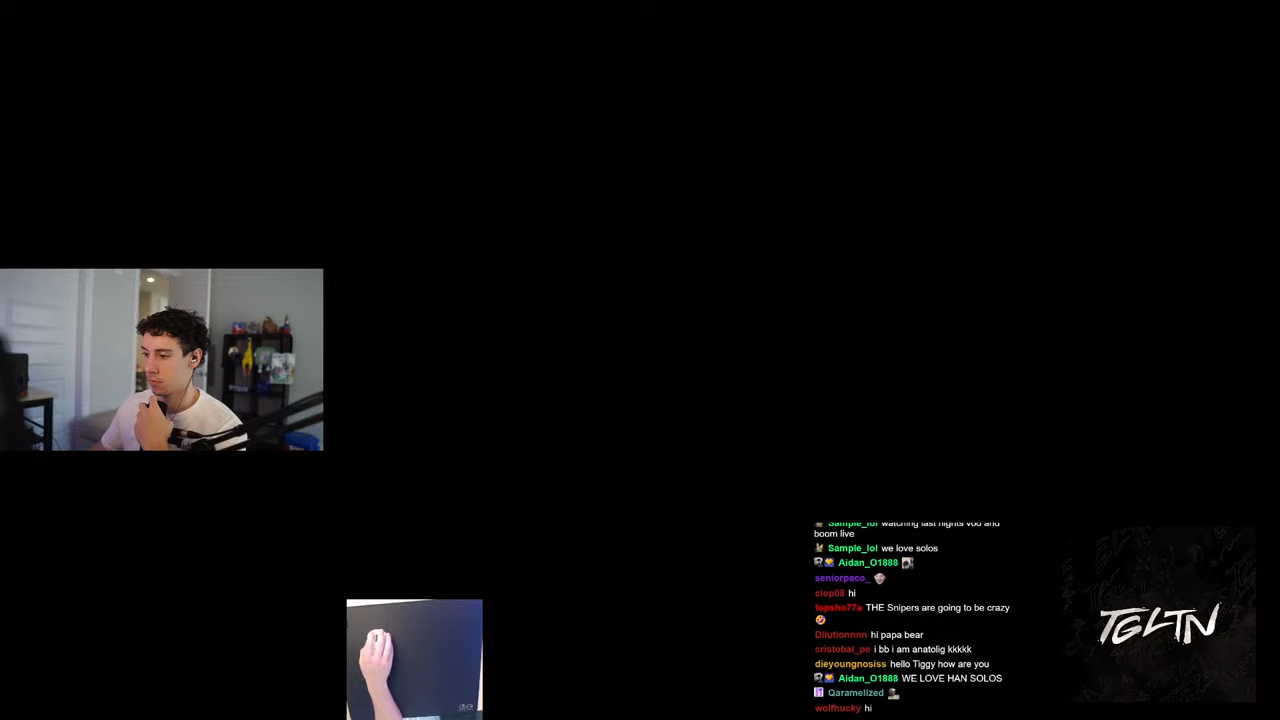 Sample_lol watching last nights vod and
boom live
Sample_lol we love solos
Aidan_O1888
seniorpaco_
clop08 hi
topsho77a THE Snipers are going to be crazy
Dilutionnnn hi papa bear
cristobal_pe i bb i am anatolig kkkkk
dieyoungnosiss hello Tiggy how are you
Aidan_O1888 WE LOVE HAN SOLOS
Qaramelized
wolfhucky hi
TGLTN